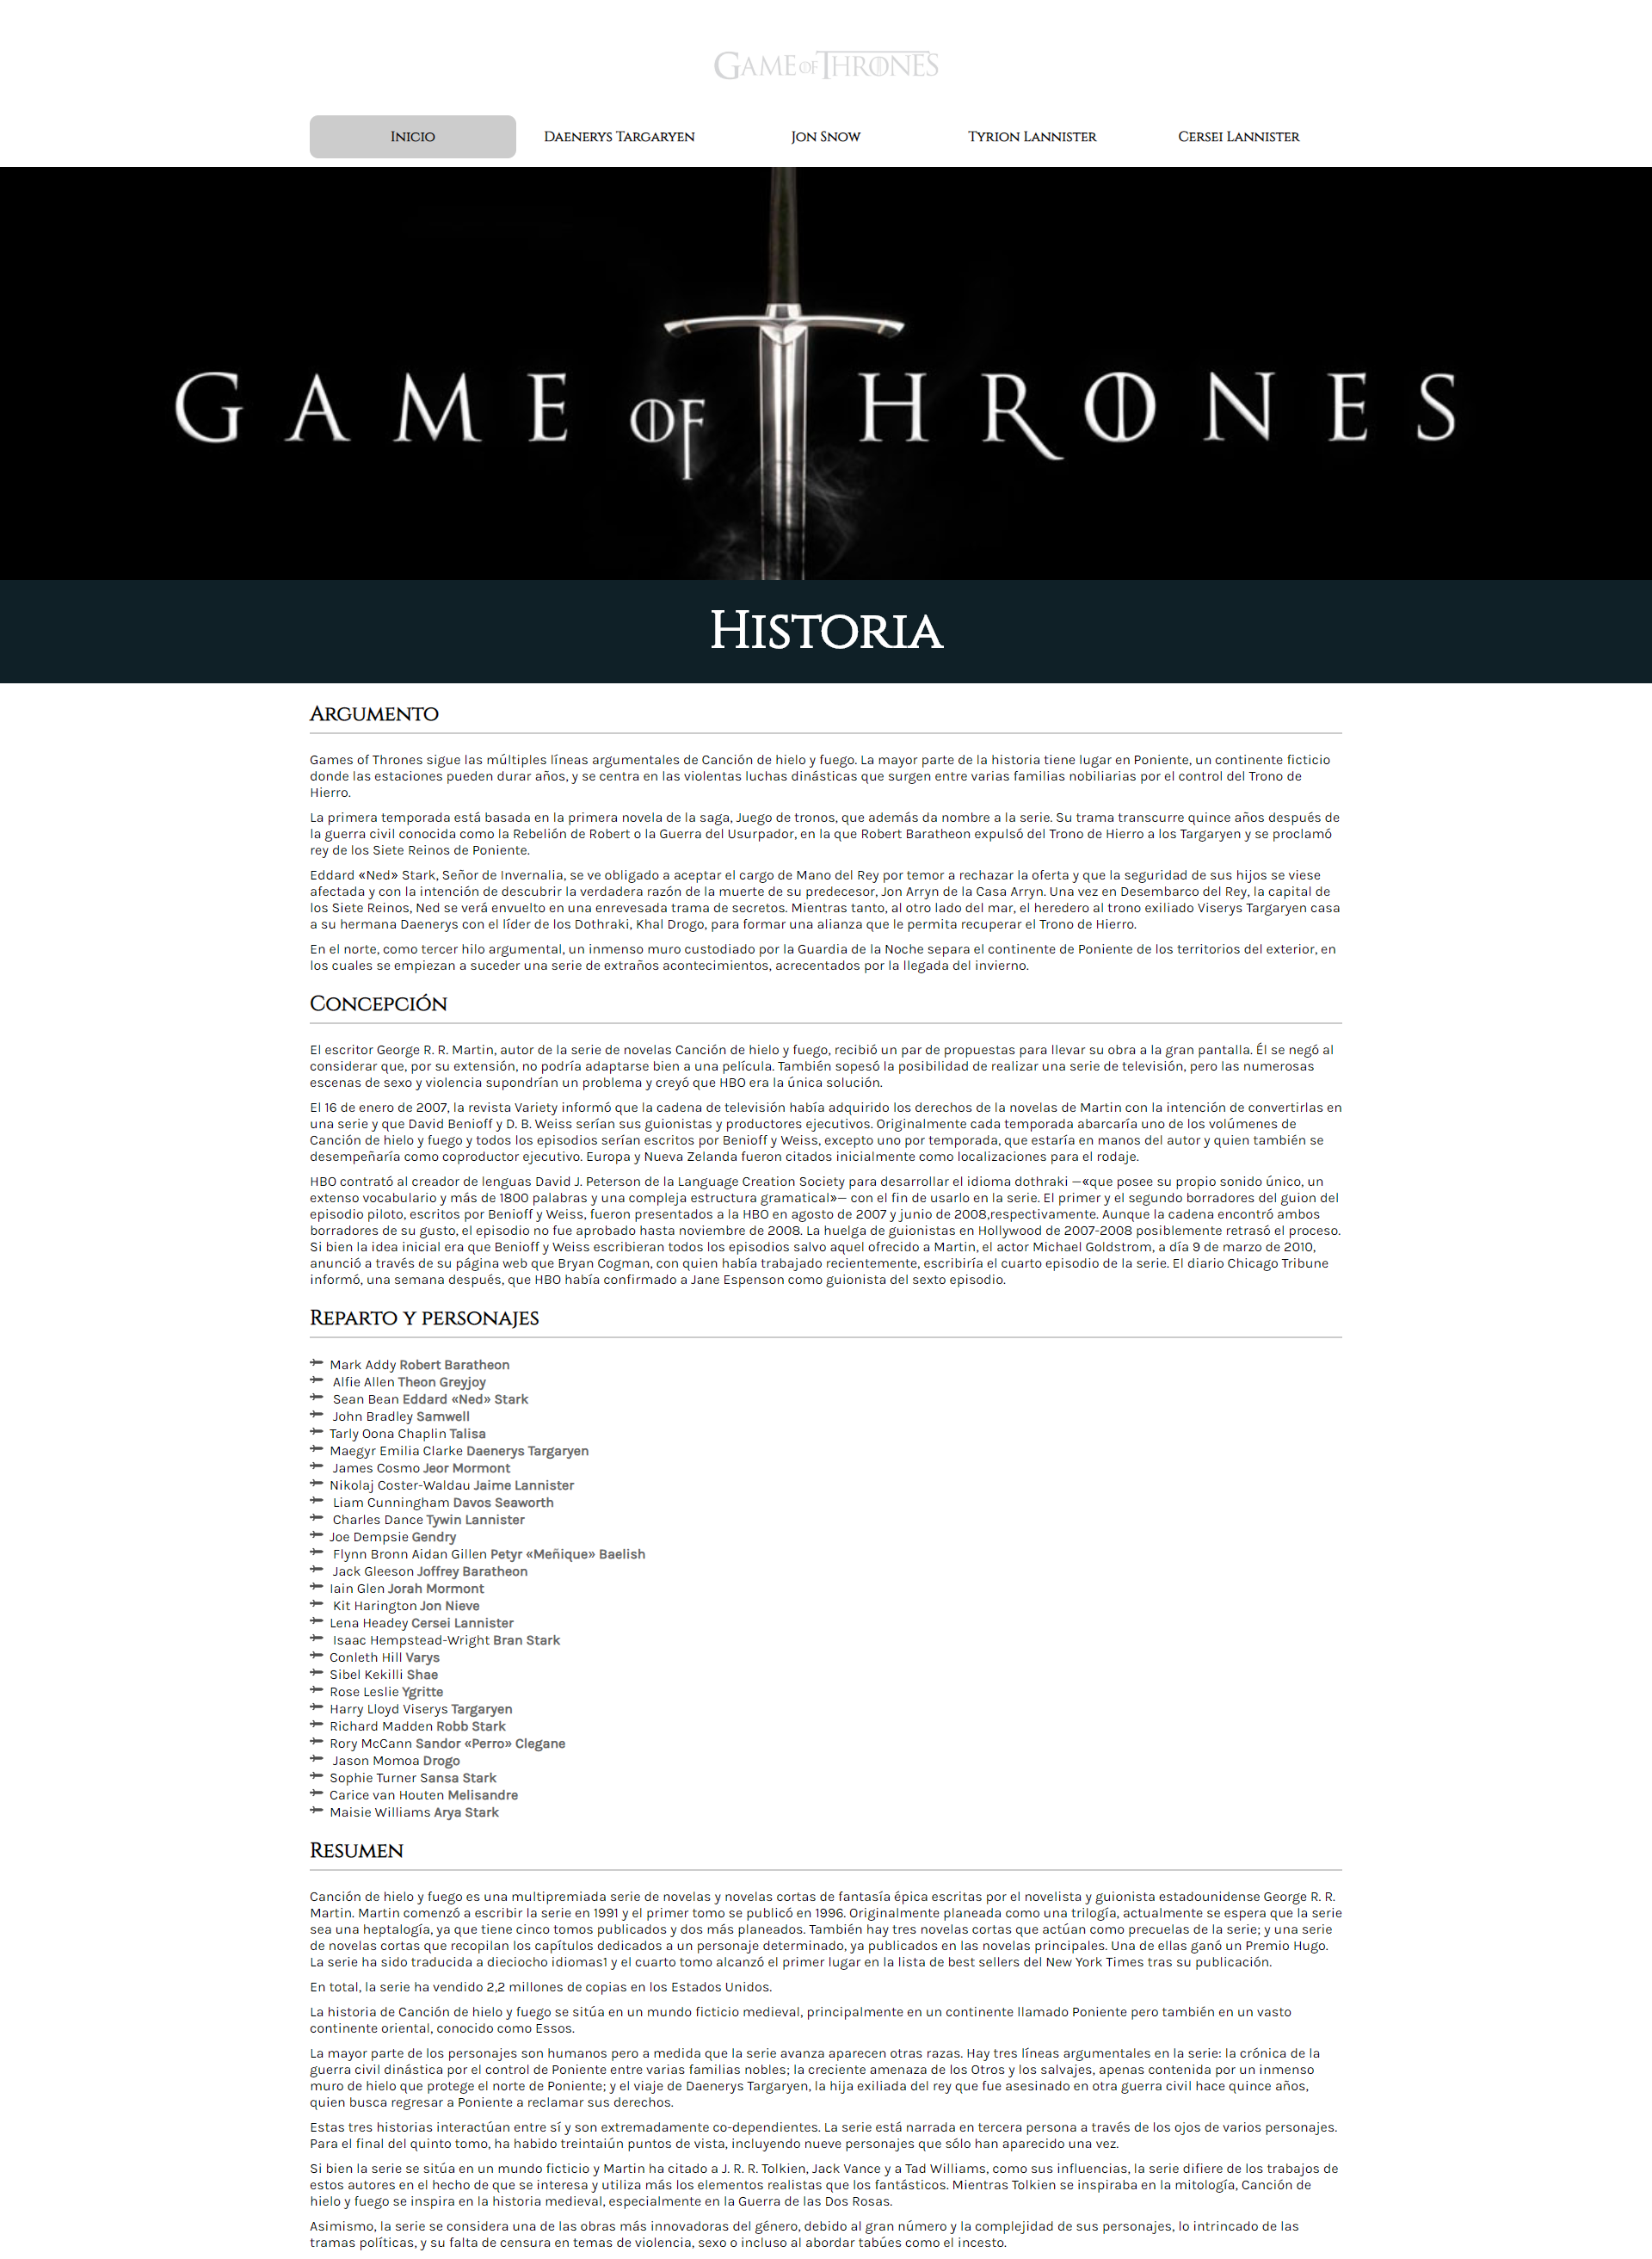 GAME OF THRONES
Inicio Daenerys Targaryen Jon Snow Tyrion Lannister Cersei Lannister
GAME OF THRONES
Historia
Argumento
Games of Thrones sigue las múltiples líneas argumentales de Canción de hielo y fuego. La mayor parte de la historia tiene lugar en Poniente, un continente ficticio
donde las estaciones pueden durar años, y se centra en las violentas luchas dinásticas que surgen entre varias familias nobiliarias por el control del Trono de
Hierro.
La primera temporada está basada en la primera novela de la saga, Juego de tronos, que además da nombre a la serie. Su trama transcurre quince años después de
la guerra civil conocida como la Rebelión de Robert o la Guerra del Usurpador, en la que Robert Baratheon expulsó del Trono de Hierro a los Targaryen y se proclamó
rey de los Siete Reinos de Poniente.
Eddard «Ned» Stark, Señor de Invernalia, se ve obligado a aceptar el cargo de Mano del Rey por temor a rechazar la oferta y que la seguridad de sus hijos se viese
afectada y con la intención de descubrir la verdadera razón de la muerte de su predecesor, Jon Arryn de la Casa Arryn. Una vez en Desembarco del Rey, la capital de
los Siete Reinos, Ned se verá envuelto en una enrevesada trama de secretos. Mientras tanto, al otro lado del mar, el heredero al trono exiliado Viserys Targaryen casa
a su hermana Daenerys con el líder de los Dothraki, Khal Drogo, para formar una alianza que le permita recuperar el Trono de Hierro.
En el norte, como tercer hilo argumental, un inmenso muro custodiado por la Guardia de la Noche separa el continente de Poniente de los territorios del exterior, en
los cuales se empiezan a suceder una serie de extraños acontecimientos, acrecentados por la llegada del invierno.
Concepción
El escritor George R. R. Martin, autor de la serie de novelas Canción de hielo y fuego, recibió un par de propuestas para llevar su obra a la gran pantalla. Él se negó al
considerar que, por su extensión, no podría adaptarse bien a una película. También sopesó la posibilidad de realizar una serie de televisión, pero las numerosas
escenas de sexo y violencia supondrían un problema y creyó que HBO era la única solución.
El 16 de enero de 2007, la revista Variety informó que la cadena de televisión había adquirido los derechos de la novelas de Martin con la intención de convertirlas en
una serie y que David Benioff y D. B. Weiss serían sus guionistas y productores ejecutivos. Originalmente cada temporada abarcaría uno de los volúmenes de
Canción de hielo y fuego y todos los episodios serían escritos por Benioff y Weiss, excepto uno por temporada, que estaría en manos del autor y quien también se
desempeñaría como coproductor ejecutivo. Europa y Nueva Zelanda fueron citados inicialmente como localizaciones para el rodaje.
HBO contrató al creador de lenguas David J. Peterson de la Language Creation Society para desarrollar el idioma dothraki —«que posee su propio sonido único, un
extenso vocabulario y más de 1800 palabras y una compleja estructura gramatical»— con el fin de usarlo en la serie. El primer y el segundo borradores del guion del
episodio piloto, escritos por Benioff y Weiss, fueron presentados a la HBO en agosto de 2007 y junio de 2008,respectivamente. Aunque la cadena encontró ambos
borradores de su gusto, el episodio no fue aprobado hasta noviembre de 2008. La huelga de guionistas en Hollywood de 2007-2008 posiblemente retrasó el proceso.
Si bien la idea inicial era que Benioff y Weiss escribieran todos los episodios salvo aquel ofrecido a Martin, el actor Michael Goldstrom, a día 9 de marzo de 2010,
anunció a través de su página web que Bryan Cogman, con quien había trabajado recientemente, escribiría el cuarto episodio de la serie. El diario Chicago Tribune
informó, una semana después, que HBO había confirmado a Jane Espenson como guionista del sexto episodio.
Reparto y personajes
Mark Addy Robert Baratheon
Alfie Allen Theon Greyjoy
Sean Bean Eddard «Ned» Stark
John Bradley Samwell
Tarly Oona Chaplin Talisa
Maegyr Emilia Clarke Daenerys Targaryen
James Cosmo Jeor Mormont
Nikolaj Coster-Waldau Jaime Lannister
Liam Cunningham Davos Seaworth
Charles Dance Tywin Lannister
Joe Dempsie Gendry
Flynn Bronn Aidan Gillen Petyr «Meñique» Baelish
Jack Gleeson Joffrey Baratheon
Iain Glen Jorah Mormont
Kit Harington Jon Nieve
Lena Headey Cersei Lannister
Isaac Hempstead-Wright Bran Stark
Conleth Hill Varys
Sibel Kekilli Shae
Rose Leslie Ygritte
Harry Lloyd Viserys Targaryen
Richard Madden Robb Stark
Rory McCann Sandor «Perro» Clegane
Jason Momoa Drogo
Sophie Turner Sansa Stark
Carice van Houten Melisandre
Maisie Williams Arya Stark
Resumen
Canción de hielo y fuego es una multipremiada serie de novelas y novelas cortas de fantasía épica escritas por el novelista y guionista estadounidense George R. R.
Martin. Martin comenzó a escribir la serie en 1991 y el primer tomo se publicó en 1996. Originalmente planeada como una trilogía, actualmente se espera que la serie
sea una heptalogía, ya que tiene cinco tomos publicados y dos más planeados. También hay tres novelas cortas que actúan como precuelas de la serie; y una serie
de novelas cortas que recopilan los capítulos dedicados a un personaje determinado, ya publicados en las novelas principales. Una de ellas ganó un Premio Hugo.
La serie ha sido traducida a dieciocho idiomas1 y el cuarto tomo alcanzó el primer lugar en la lista de best sellers del New York Times tras su publicación.
En total, la serie ha vendido 2,2 millones de copias en los Estados Unidos.
La historia de Canción de hielo y fuego se sitúa en un mundo ficticio medieval, principalmente en un continente llamado Poniente pero también en un vasto
continente oriental, conocido como Essos.
La mayor parte de los personajes son humanos pero a medida que la serie avanza aparecen otras razas. Hay tres líneas argumentales en la serie: la crónica de la
guerra civil dinástica por el control de Poniente entre varias familias nobles; la creciente amenaza de los Otros y los salvajes, apenas contenida por un inmenso
muro de hielo que protege el norte de Poniente; y el viaje de Daenerys Targaryen, la hija exiliada del rey que fue asesinado en otra guerra civil hace quince años,
quien busca regresar a Poniente a reclamar sus derechos.
Estas tres historias interactúan entre sí y son extremadamente co-dependientes. La serie está narrada en tercera persona a través de los ojos de varios personajes.
Para el final del quinto tomo, ha habido treintaiún puntos de vista, incluyendo nueve personajes que sólo han aparecido una vez.
Si bien la serie se sitúa en un mundo ficticio y Martin ha citado a J. R. R. Tolkien, Jack Vance y a Tad Williams, como sus influencias, la serie difiere de los trabajos de
estos autores en el hecho de que se interesa y utiliza más los elementos realistas que los fantásticos. Mientras Tolkien se inspiraba en la mitología, Canción de
hielo y fuego se inspira en la historia medieval, especialmente en la Guerra de las Dos Rosas.
Asimismo, la serie se considera una de las obras más innovadoras del género, debido al gran número y la complejidad de sus personajes, lo intrincado de las
tramas políticas, y su falta de censura en temas de violencia, sexo o incluso al abordar tabúes como el incesto.